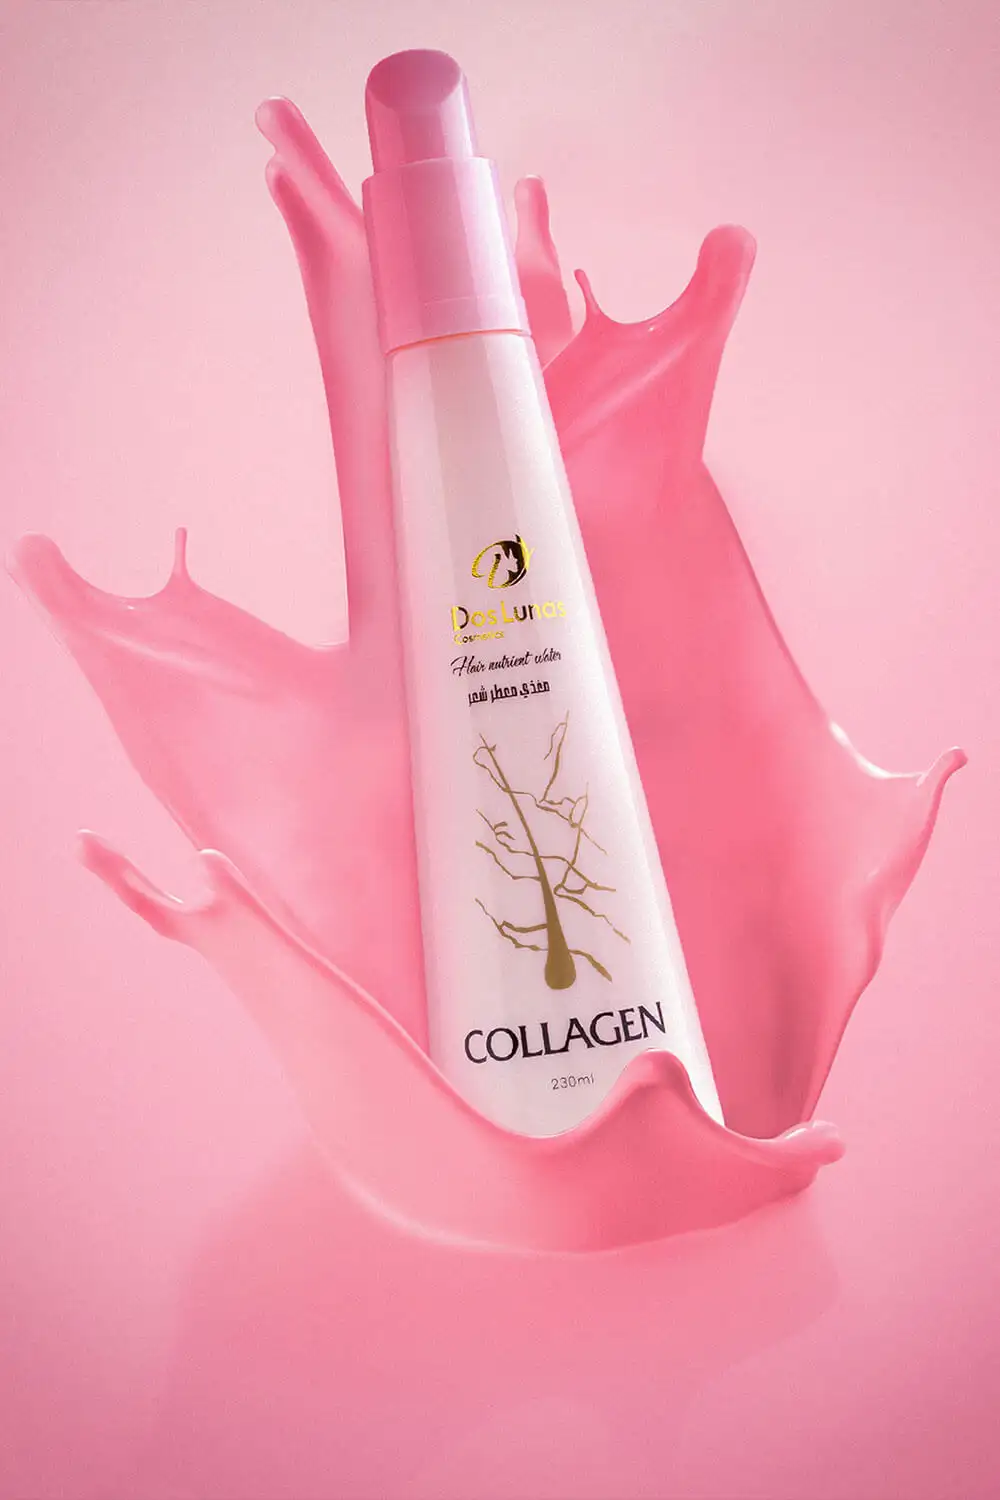 Dos Lunas
Cosmetics
Hair nutrient water
مغذي معطر شعر
COLLAGEN
230ml